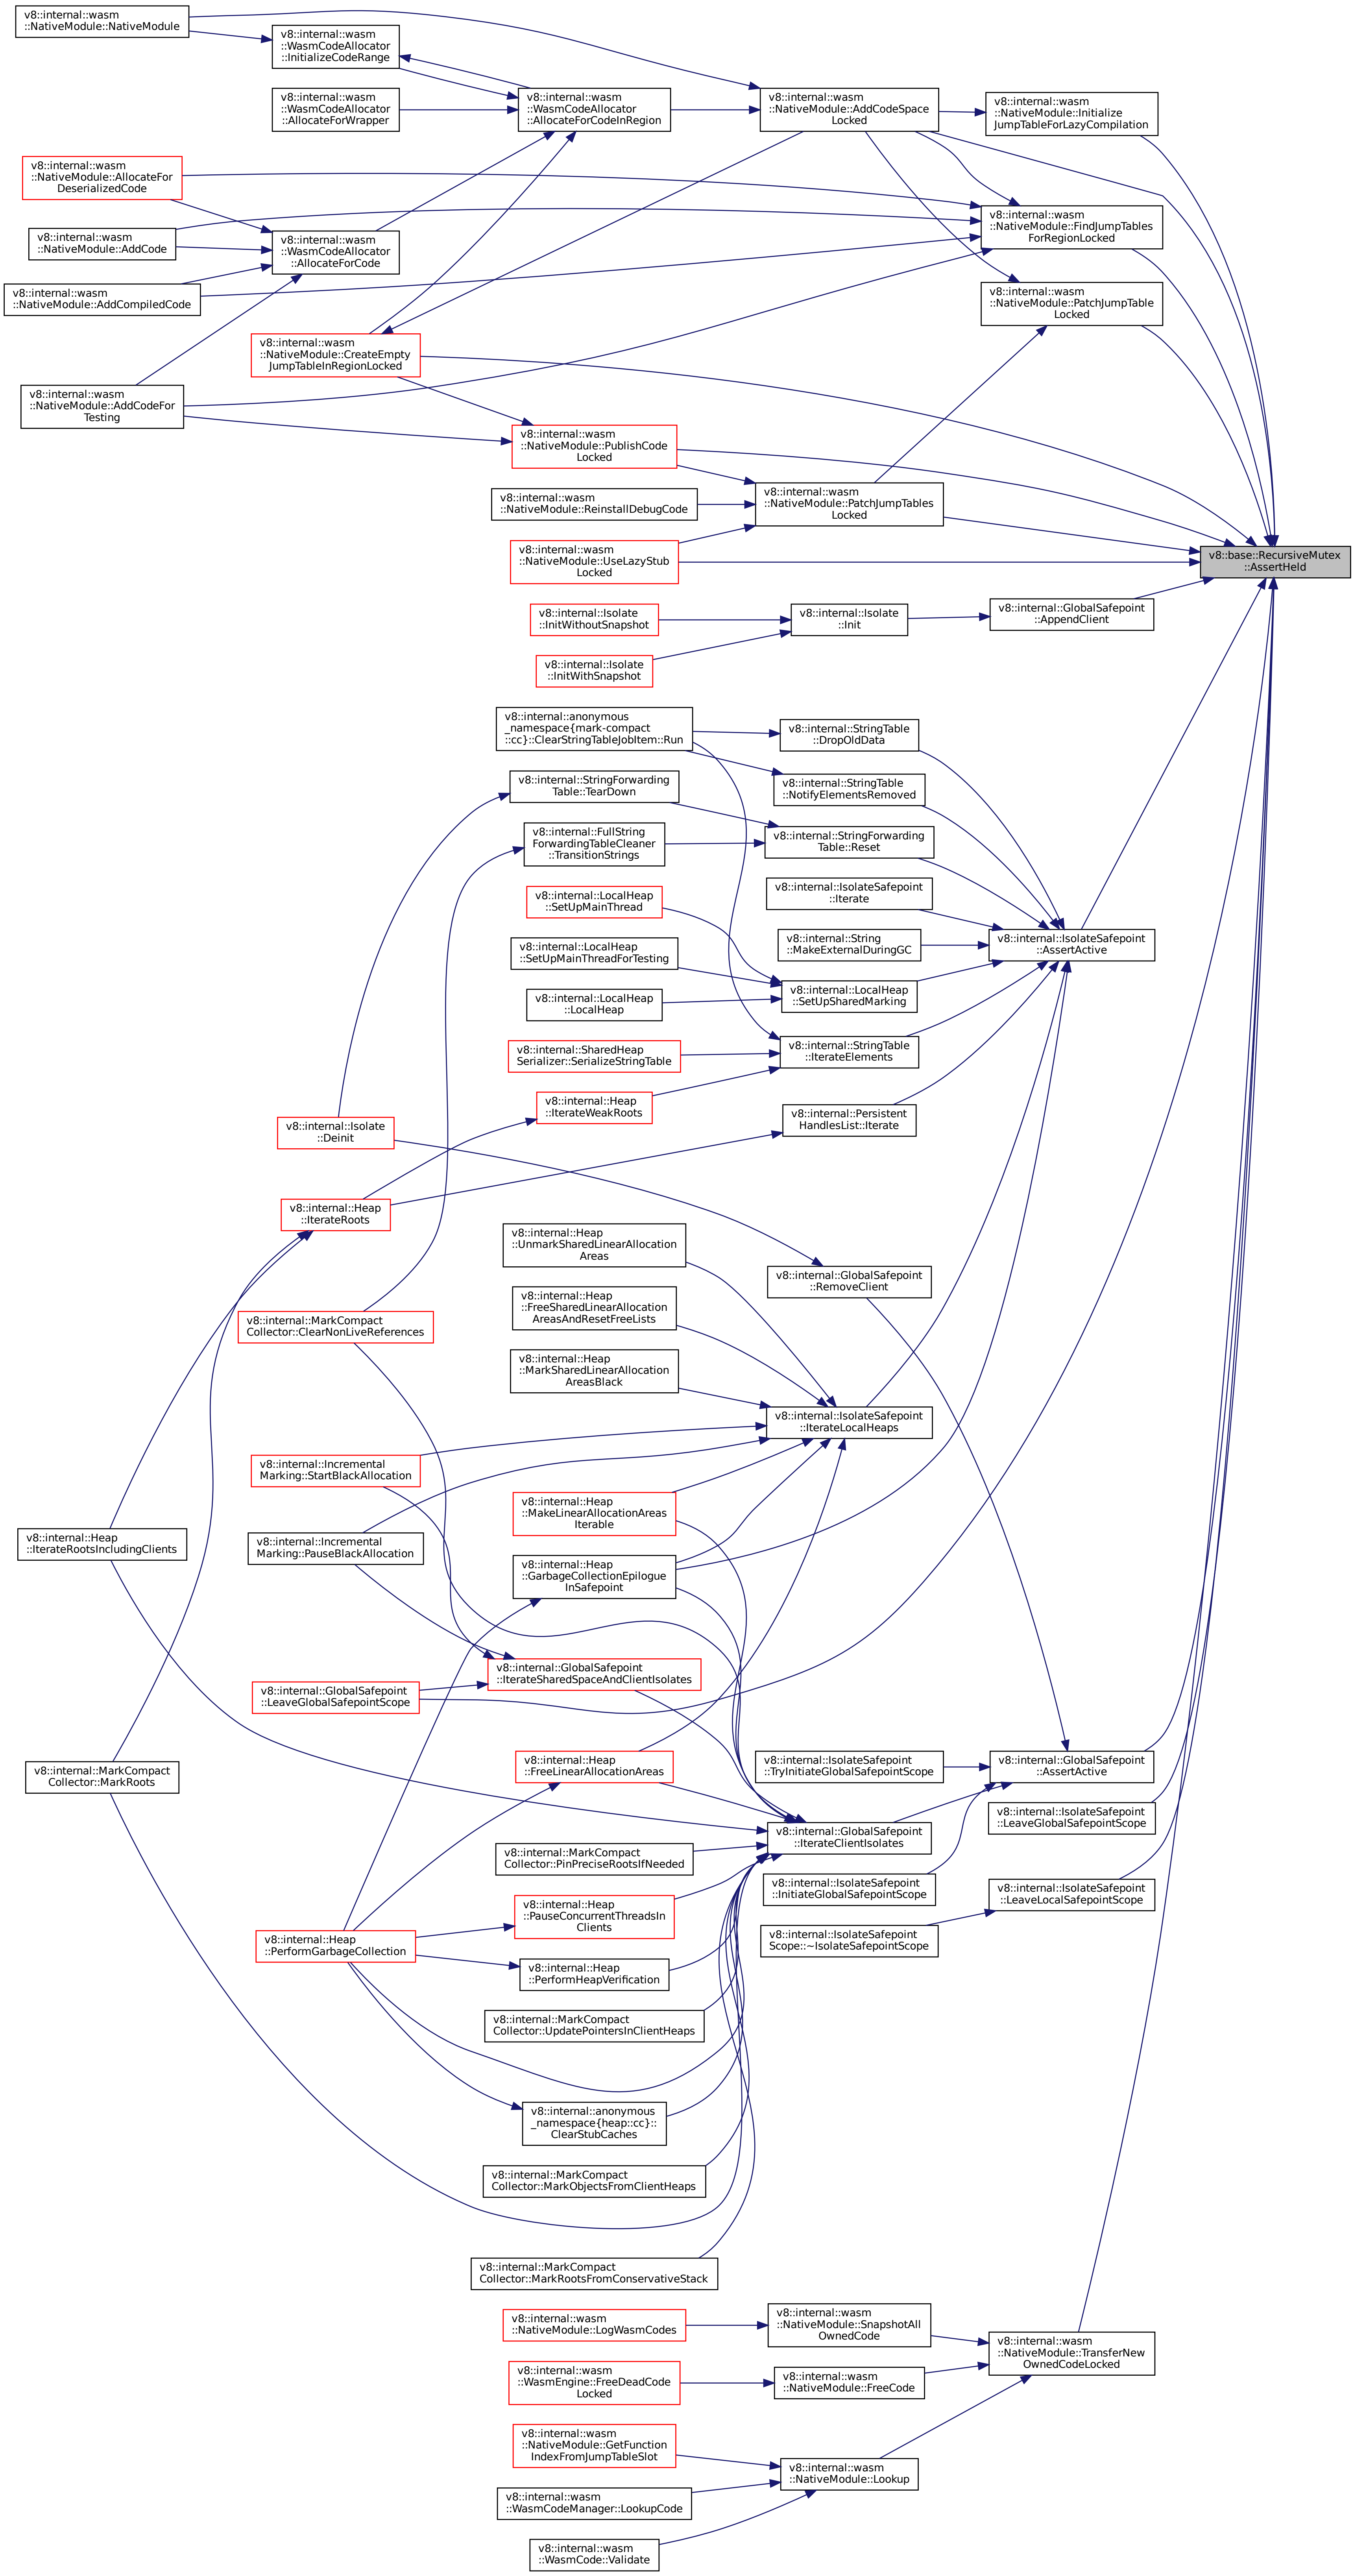 v8::internal::wasm
::NativeModule::NativeModule
v8::internal::wasm
::WasmCodeAllocator
::InitializeCodeRange
v8::internal::wasm
::WasmCodeAllocator
::AllocateForWrapper
v8::internal::wasm
::WasmCodeAllocator
::AllocateForCodeInRegion
v8::internal::wasm
::NativeModule::AddCodeSpace
Locked
v8::internal::wasm
::NativeModule::Initialize
JumpTableForLazyCompilation
v8::internal::wasm
::NativeModule::AllocateFor
DeserializedCode
v8::internal::wasm
::NativeModule::AddCode
v8::internal::wasm
::WasmCodeAllocator
::AllocateForCode
v8::internal::wasm
::NativeModule::FindJumpTables
ForRegionLocked
v8::internal::wasm
::NativeModule::AddCompiledCode
v8::internal::wasm
::NativeModule::PatchJumpTable
Locked
v8::internal::wasm
::NativeModule::CreateEmpty
JumpTableInRegionLocked
v8::internal::wasm
::NativeModule::AddCodeFor
Testing
v8::internal::wasm
::NativeModule::PublishCode
Locked
v8::internal::wasm
::NativeModule::ReinstallDebugCode
v8::internal::wasm
::NativeModule::PatchJumpTables
Locked
v8::internal::wasm
::NativeModule::UseLazyStub
Locked
v8::base::RecursiveMutex
::AssertHeld
v8::internal::Isolate
::InitWithoutSnapshot
v8::internal::Isolate
::Init
v8::internal::GlobalSafepoint
::AppendClient
v8::internal::Isolate
::InitWithSnapshot
v8::internal::anonymous
_namespace{mark-compact
.cc}::ClearStringTableJobItem::Run
v8::internal::StringTable
::DropOldData
v8::internal::StringForwarding
Table::TearDown
v8::internal::StringTable
::NotifyElementsRemoved
v8::internal::FullString
ForwardingTableCleaner
::TransitionStrings
v8::internal::StringForwarding
Table::Reset
v8::internal::LocalHeap
::SetUpMainThread
v8::internal::IsolateSafepoint
::Iterate
v8::internal::LocalHeap
::SetUpMainThreadForTesting
v8::internal::String
::MakeExternalDuringGC
v8::internal::IsolateSafepoint
::AssertActive
v8::internal::LocalHeap
::LocalHeap
v8::internal::LocalHeap
::SetUpSharedMarking
v8::internal::SharedHeap
Serializer::SerializeStringTable
v8::internal::StringTable
::IterateElements
v8::internal::Heap
::IterateWeakRoots
v8::internal::Persistent
HandlesList::Iterate
v8::internal::Isolate
::Deinit
v8::internal::Heap
::IterateRoots
v8::internal::Heap
::UnmarkSharedLinearAllocation
Areas
v8::internal::GlobalSafepoint
::RemoveClient
v8::internal::Heap
::FreeSharedLinearAllocation
AreasAndResetFreeLists
v8::internal::MarkCompact
Collector::ClearNonLiveReferences
v8::internal::Heap
::MarkSharedLinearAllocation
AreasBlack
v8::internal::IsolateSafepoint
::IterateLocalHeaps
v8::internal::Incremental
Marking::StartBlackAllocation
v8::internal::Heap
::MakeLinearAllocationAreas
Iterable
v8::internal::Heap
::IterateRootsIncludingClients
v8::internal::Incremental
Marking::PauseBlackAllocation
v8::internal::Heap
::GarbageCollectionEpilogue
InSafepoint
v8::internal::GlobalSafepoint
::IterateSharedSpaceAndClientIsolates
v8::internal::GlobalSafepoint
::LeaveGlobalSafepointScope
v8::internal::MarkCompact
Collector::MarkRoots
v8::internal::Heap
::FreeLinearAllocationAreas
v8::internal::IsolateSafepoint
::TryInitiateGlobalSafepointScope
v8::internal::GlobalSafepoint
::AssertActive
v8::internal::IsolateSafepoint
::LeaveGlobalSafepointScope
v8::internal::GlobalSafepoint
::IterateClientIsolates
v8::internal::MarkCompact
Collector::PinPreciseRootsIfNeeded
v8::internal::IsolateSafepoint
::InitiateGlobalSafepointScope
v8::internal::IsolateSafepoint
::LeaveLocalSafepointScope
v8::internal::Heap
::PauseConcurrentThreadsIn
Clients
v8::internal::IsolateSafepoint
Scope::~IsolateSafepointScope
v8::internal::Heap
::PerformGarbageCollection
v8::internal::Heap
::PerformHeapVerification
v8::internal::MarkCompact
Collector::UpdatePointersInClientHeaps
v8::internal::anonymous
_namespace{heap::cc}::
ClearStubCaches
v8::internal::MarkCompact
Collector::MarkObjectsFromClientHeaps
v8::internal::MarkCompact
Collector::MarkRootsFromConservativeStack
v8::internal::wasm
::NativeModule::LogWasmCodes
v8::internal::wasm
::NativeModule::SnapshotAll
OwnedCode
v8::internal::wasm
::NativeModule::TransferNew
OwnedCodeLocked
v8::internal::wasm
::WasmEngine::FreeDeadCode
Locked
v8::internal::wasm
::NativeModule::FreeCode
v8::internal::wasm
::NativeModule::GetFunction
IndexFromJumpTableSlot
v8::internal::wasm
::NativeModule::Lookup
v8::internal::wasm
::WasmCodeManager::LookupCode
v8::internal::wasm
::WasmCode::Validate